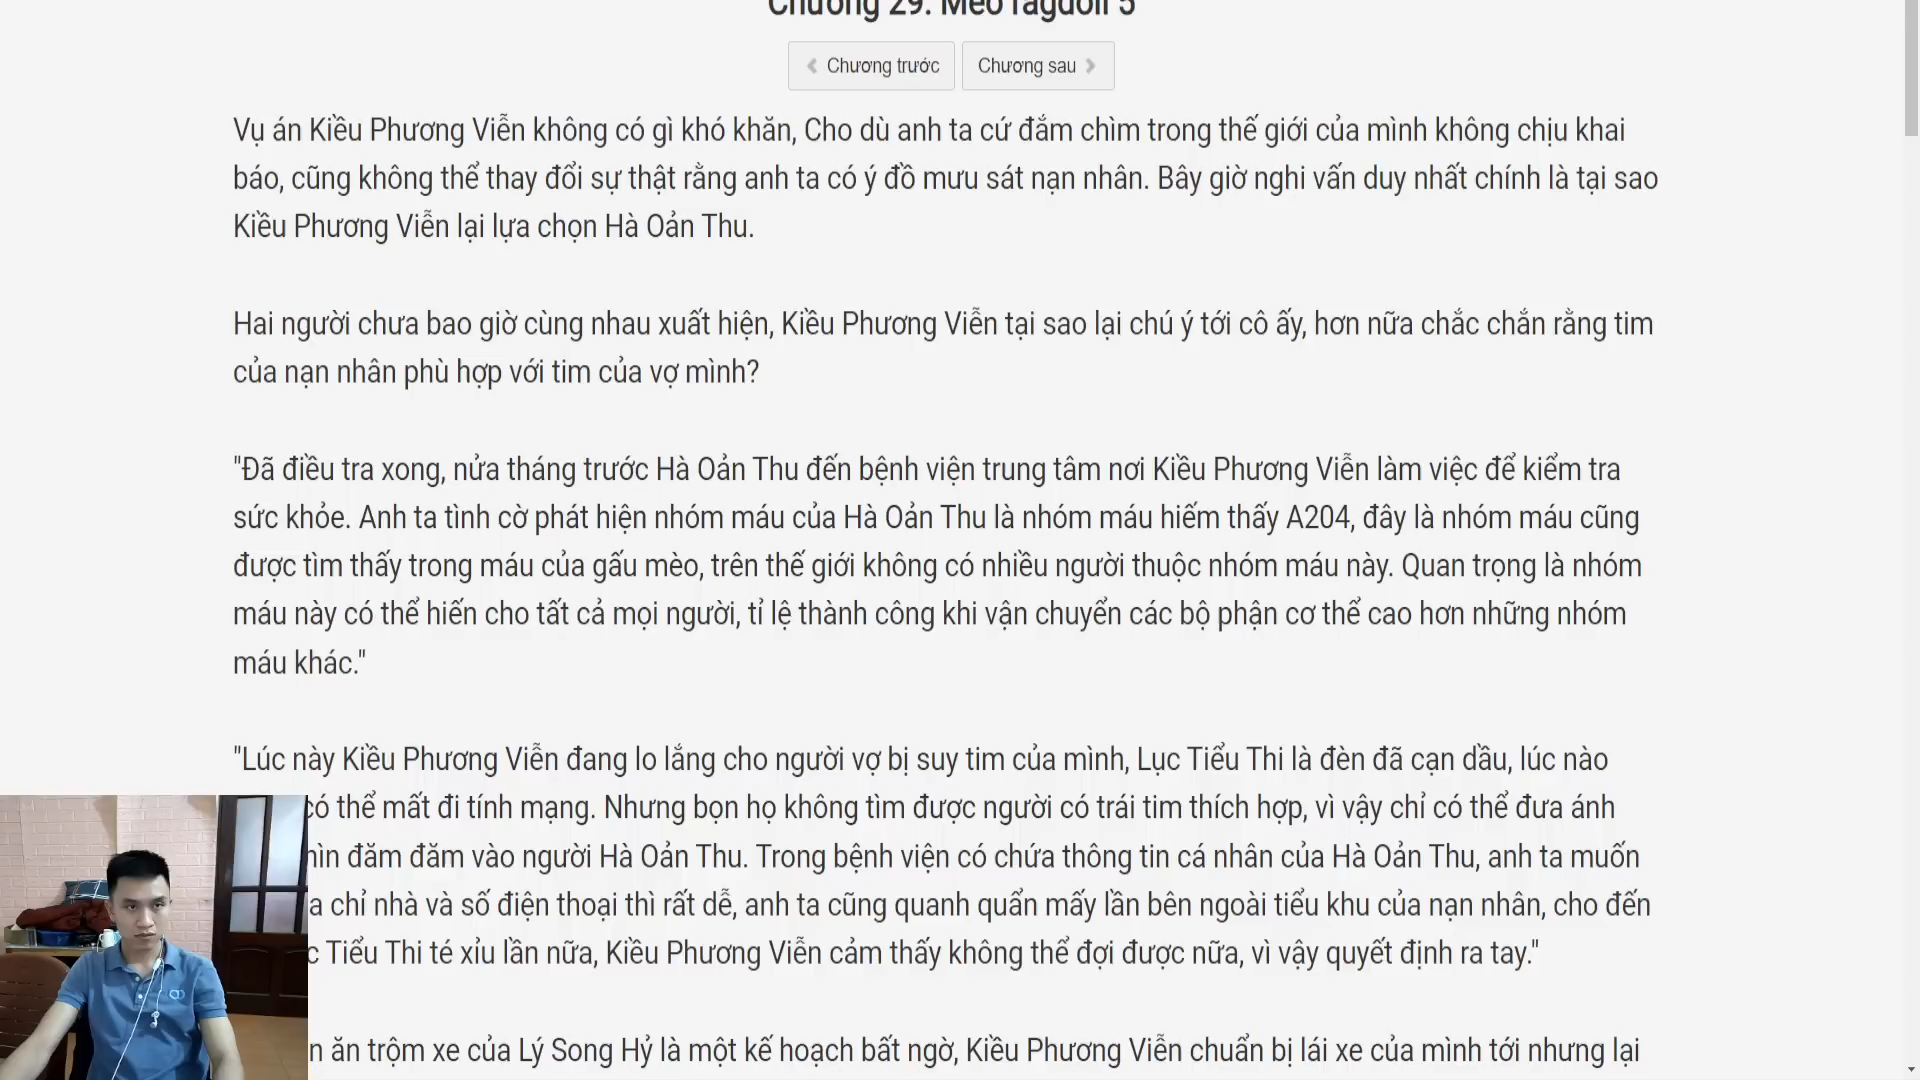 Chương 29: Mèo ragdoll 5
Chương trước
Chương sau
Vụ án Kiều Phương Viễn không có gì khó khăn, Cho dù anh ta cứ đắm chìm trong thế giới của mình không chịu khai
báo, cũng không thể thay đổi sự thật rằng anh ta có ý đồ mưu sát nạn nhân. Bây giờ nghi vấn duy nhất chính là tại sao
Kiều Phương Viễn lại lựa chọn Hà Oản Thu.
Hai người chưa bao giờ cùng nhau xuất hiện, Kiều Phương Viễn tại sao lại chú ý tới cô ấy, hơn nữa chắc chắn rằng tim
của nạn nhân phù hợp với tim của vợ mình?
"Đã điều tra xong, nửa tháng trước Hà Oản Thu đến bệnh viện trung tâm nơi Kiều Phương Viễn làm việc để kiểm tra
sức khỏe. Anh ta tình cờ phát hiện nhóm máu của Hà Oản Thu là nhóm máu hiếm thấy A204, đây là nhóm máu cũng
được tìm thấy trong máu của gấu mèo, trên thế giới không có nhiều người thuộc nhóm máu này. Quan trọng là nhóm
máu này có thể hiến cho tất cả mọi người, tỉ lệ thành công khi vận chuyển các bộ phận cơ thể cao hơn những nhóm
máu khác."
"Lúc này Kiều Phương Viễn đang lo lắng cho người vợ bị suy tim của mình, Lục Tiểu Thi là đèn đã cạn dầu, lúc nào
có thể mất đi tính mạng. Nhưng bọn họ không tìm được người có trái tim thích hợp, vì vậy chỉ có thể đưa ánh
đăm đăm vào người Hà Oản Thu. Trong bệnh viện có chứa thông tin cá nhân của Hà Oản Thu, anh ta muốn
chỉ nhà và số điện thoại thì rất dễ, anh ta cũng quanh quẩn mấy lần bên ngoài tiểu khu của nạn nhân, cho đến
Tiểu Thi té xỉu lần nữa, Kiều Phương Viễn cảm thấy không thể đợi được nữa, vì vậy quyết định ra tay."
ăn trộm xe của Lý Song Hỷ là một kế hoạch bất ngờ, Kiều Phương Viễn chuẩn bị lái xe của mình tới nhưng lại